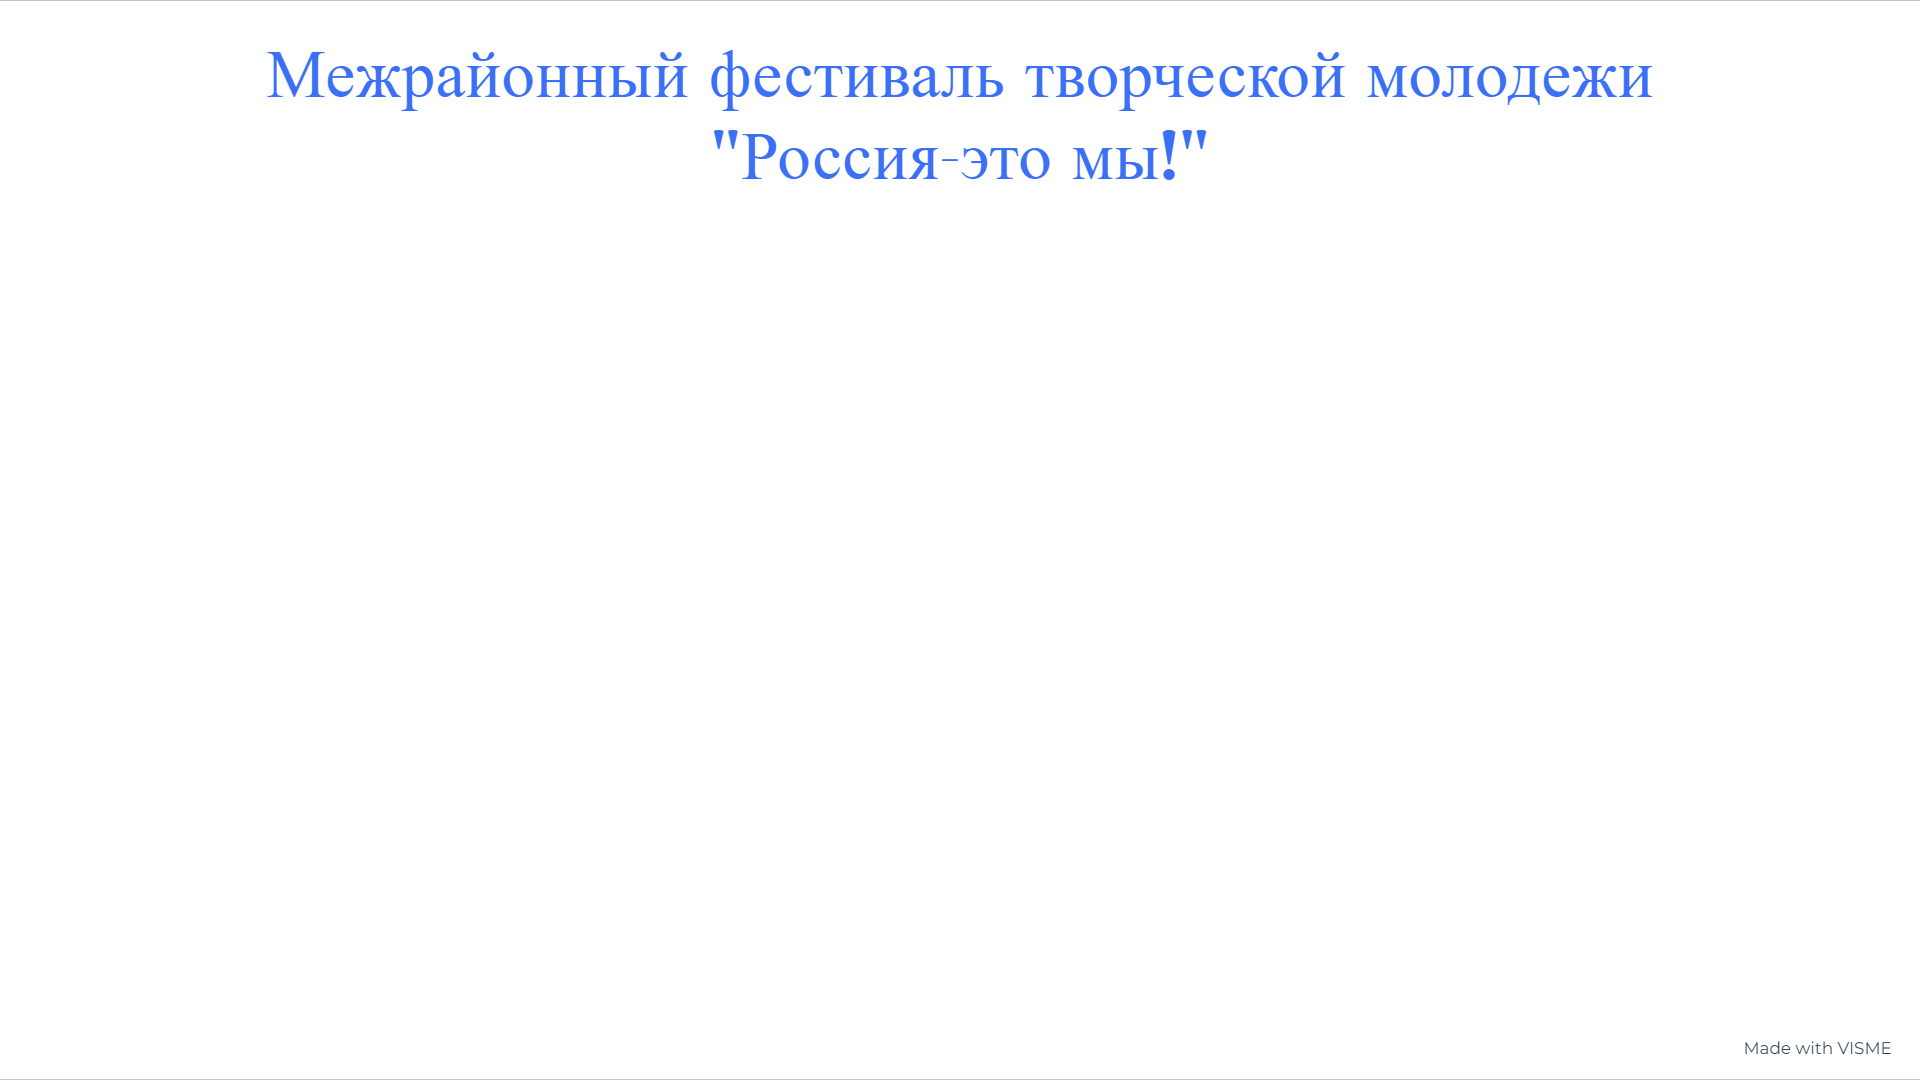 Межрайонный фестиваль творческой молодежи
"Россия-это мы!"
Made with VISME